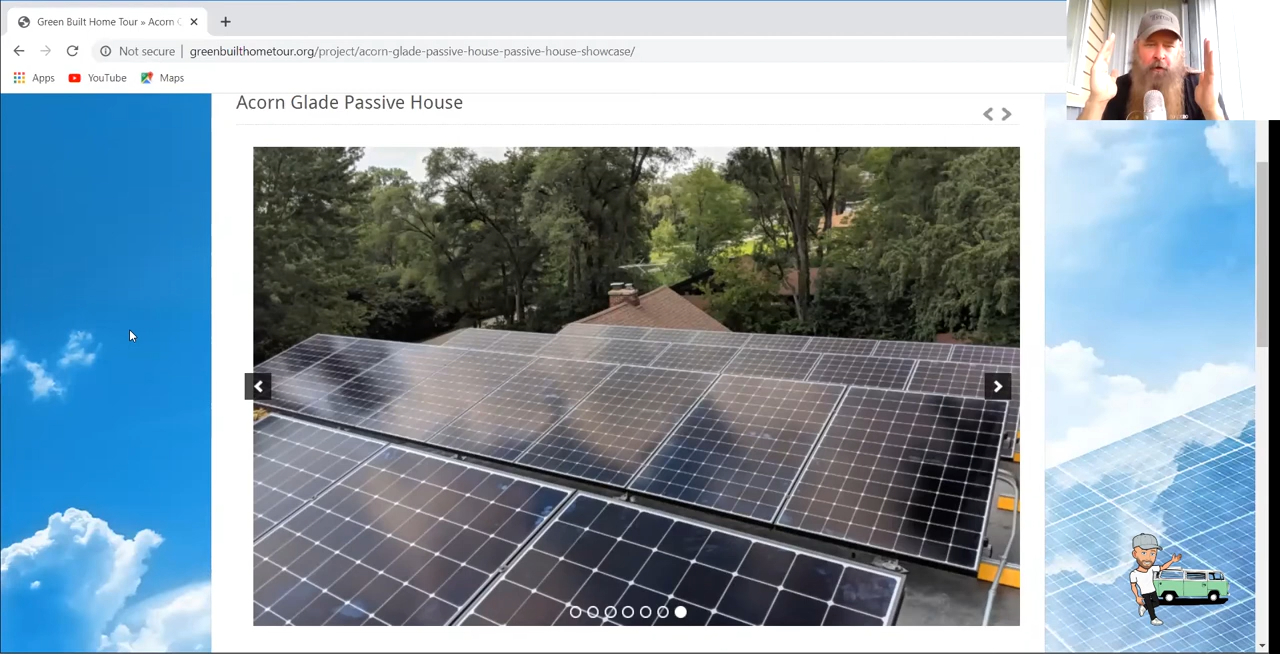 Green Built Home Tour » Acorn G
Not secure | greenbuilthometour.org/project/acorn-glade-passive-house-passive-house-showcase/
Apps YouTube Maps
Acorn Glade Passive House